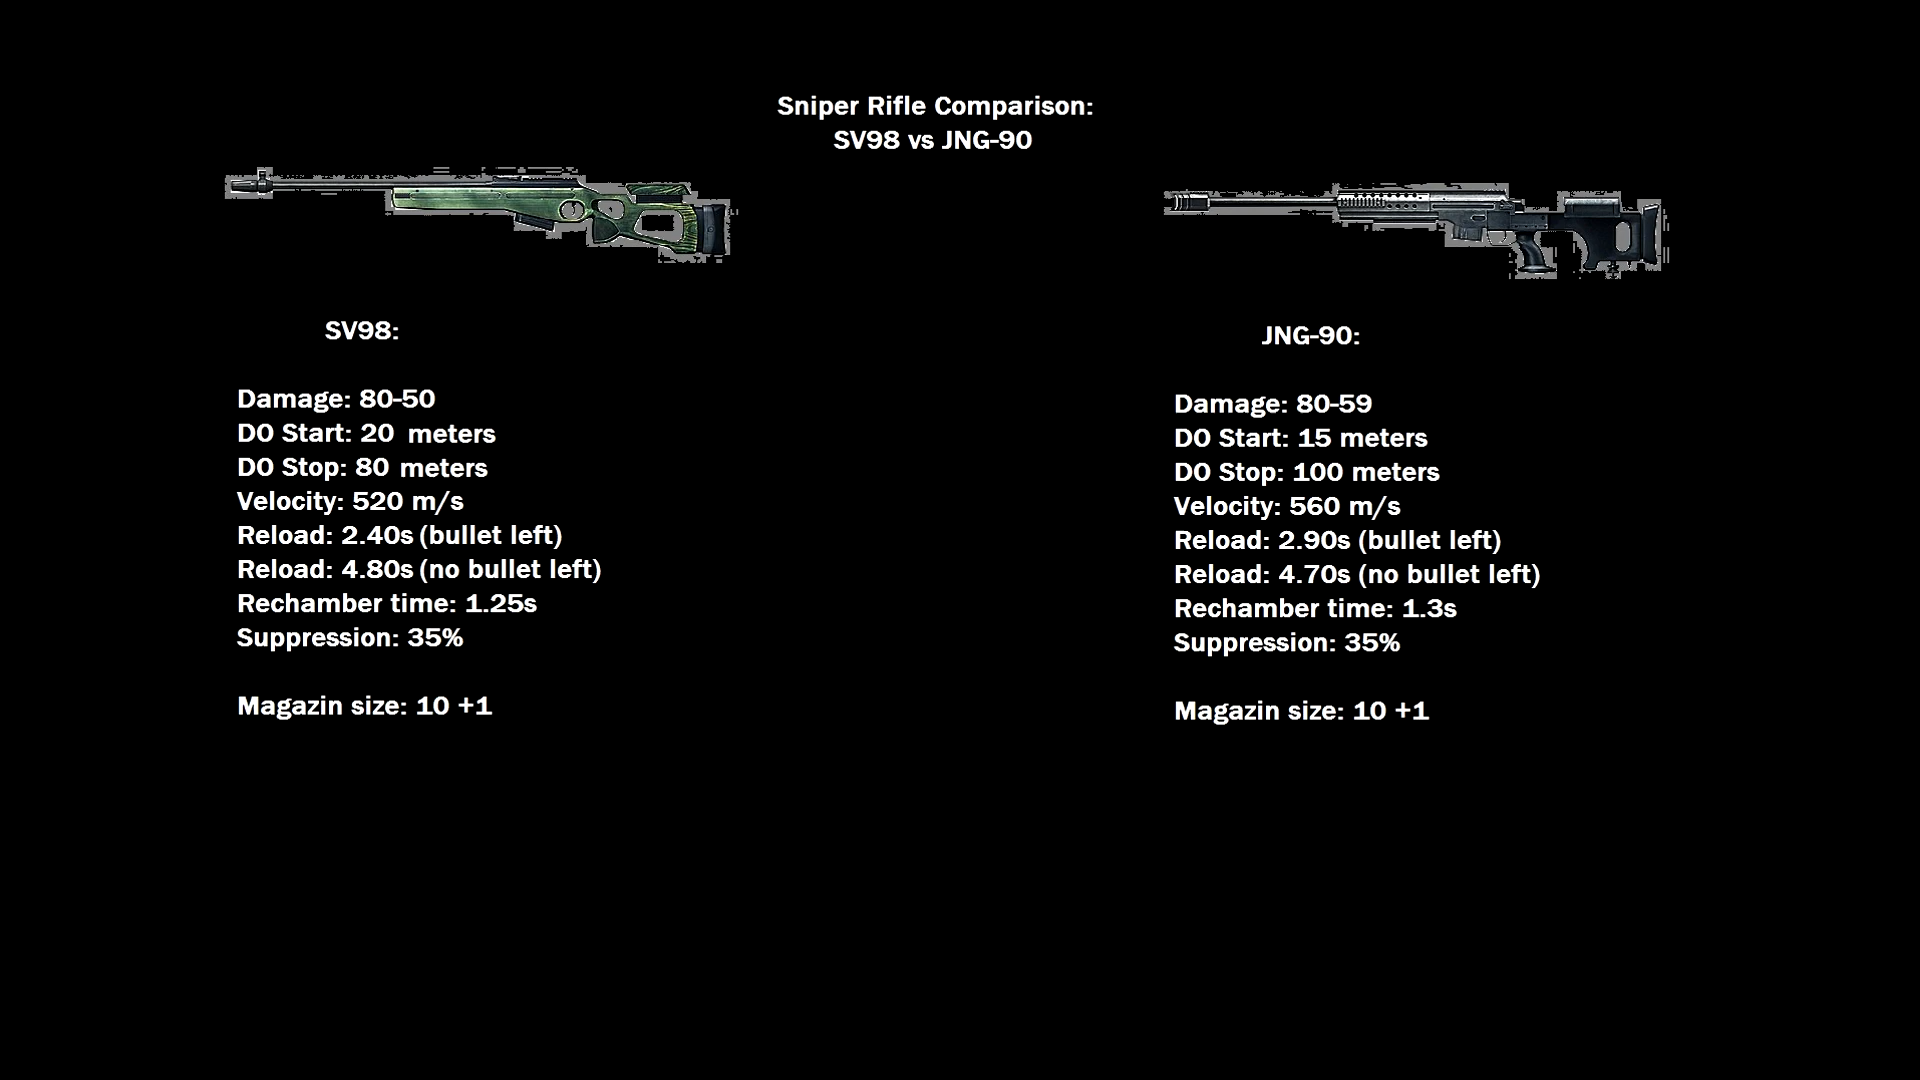 Sniper Rifle Comparison:
SV98 vs JNG-90
SV98:
Damage: 80-50
DO Start: 20 meters
DO Stop: 80 meters
Velocity: 520 m/s
Reload: 2.40s (bullet left)
Reload: 4.80s (no bullet left)
Rechamber time: 1.25s
Suppression: 35%
Magazin size: 10 +1
JNG-90:
Damage: 80-59
DO Start: 15 meters
DO Stop: 100 meters
Velocity: 560 m/s
Reload: 2.90s (bullet left)
Reload: 4.70s (no bullet left)
Rechamber time: 1.3s
Suppression: 35%
Magazin size: 10 +1